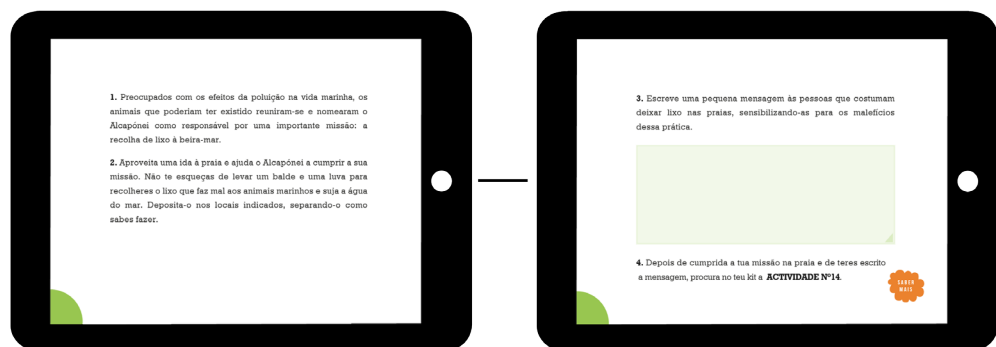 1. Preocupados com os efeitos da poluição na vida marinha, os
animais que poderiam ter existido reuniram-se e nomearam o
Alcapónei como responsável por uma importante missão: a
recolha de lixo à beira-mar.
2. Aproveita uma ida à praia e ajuda o Alcapónei a cumprir a sua
missão. Não te esqueças de levar um balde e uma luva para
recolheres o lixo que faz mal aos animais marinhos e suja a água
do mar. Deposita-o nos locais indicados, separando-o como
sabes fazer.
3. Escreve uma pequena mensagem às pessoas que costumam
deixar lixo nas praias, sensibilizando-as para os malefícios
dessa prática.
4. Depois de cumprida a tua missão na praia e de teres escrito
a mensagem, procura no teu kit a ACTIVIDADE Nº14.
SABER
MAIS